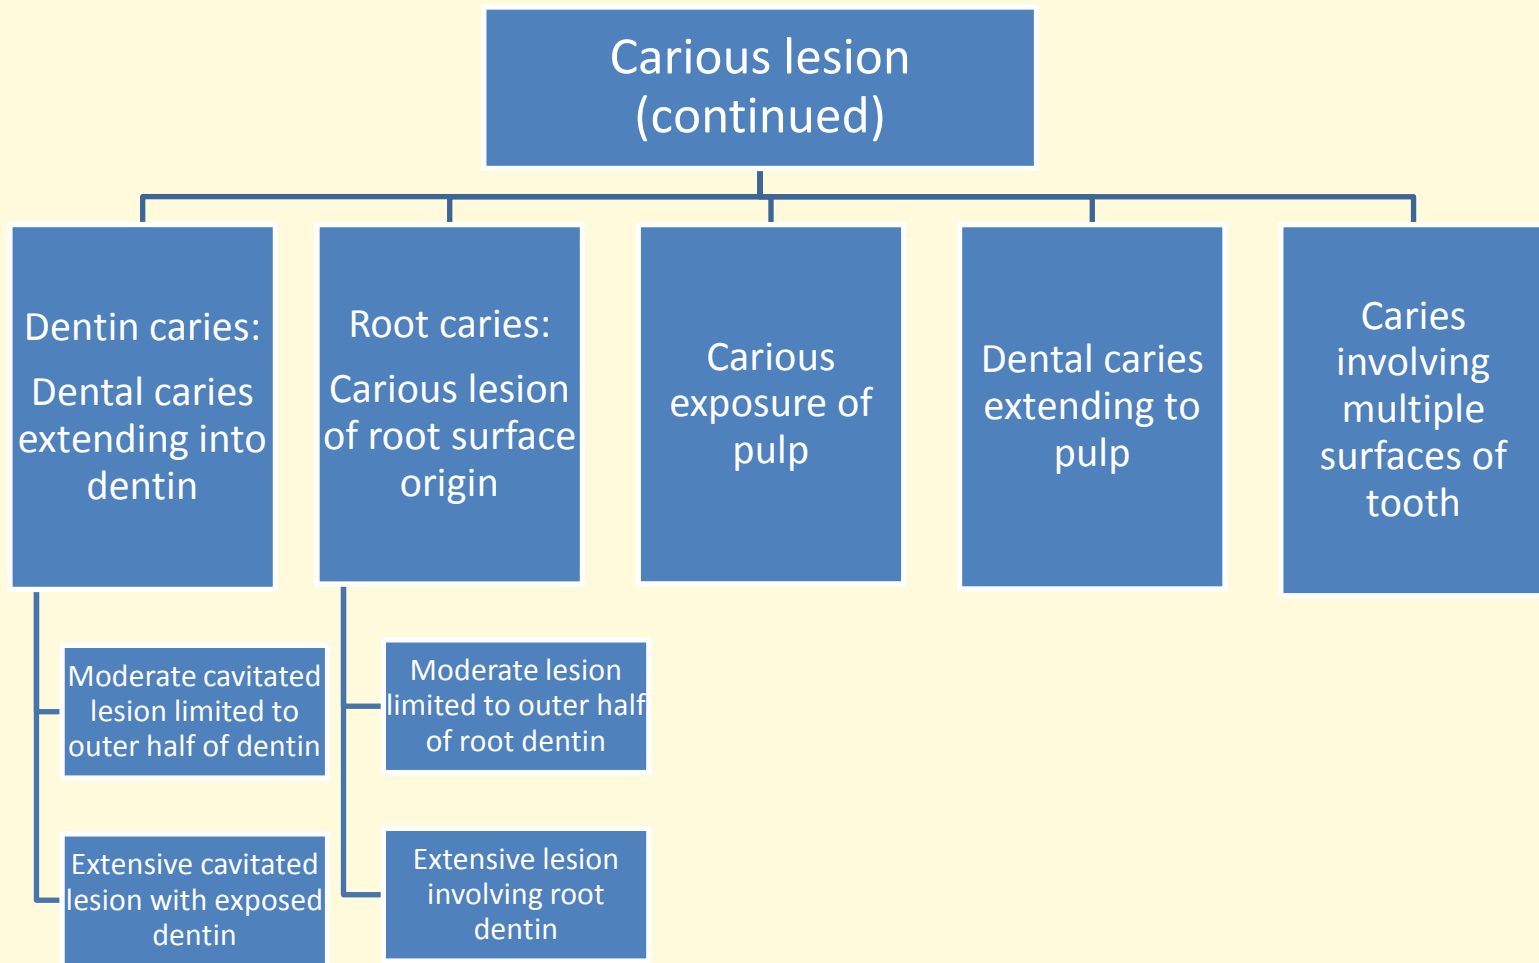 Carious lesion
(continued)
Dentin caries:
Dental caries
extending into
dentin
Root caries:
Carious lesion
of root surface
origin
Carious
exposure of
pulp
Dental caries
extending to
pulp
Caries
involving
multiple
surfaces of
tooth
Moderate cavitated
lesion limited to
outer half of dentin
Extensive cavitated
lesion with exposed
dentin
Moderate lesion
limited to outer half
of root dentin
Extensive lesion
involving root
dentin